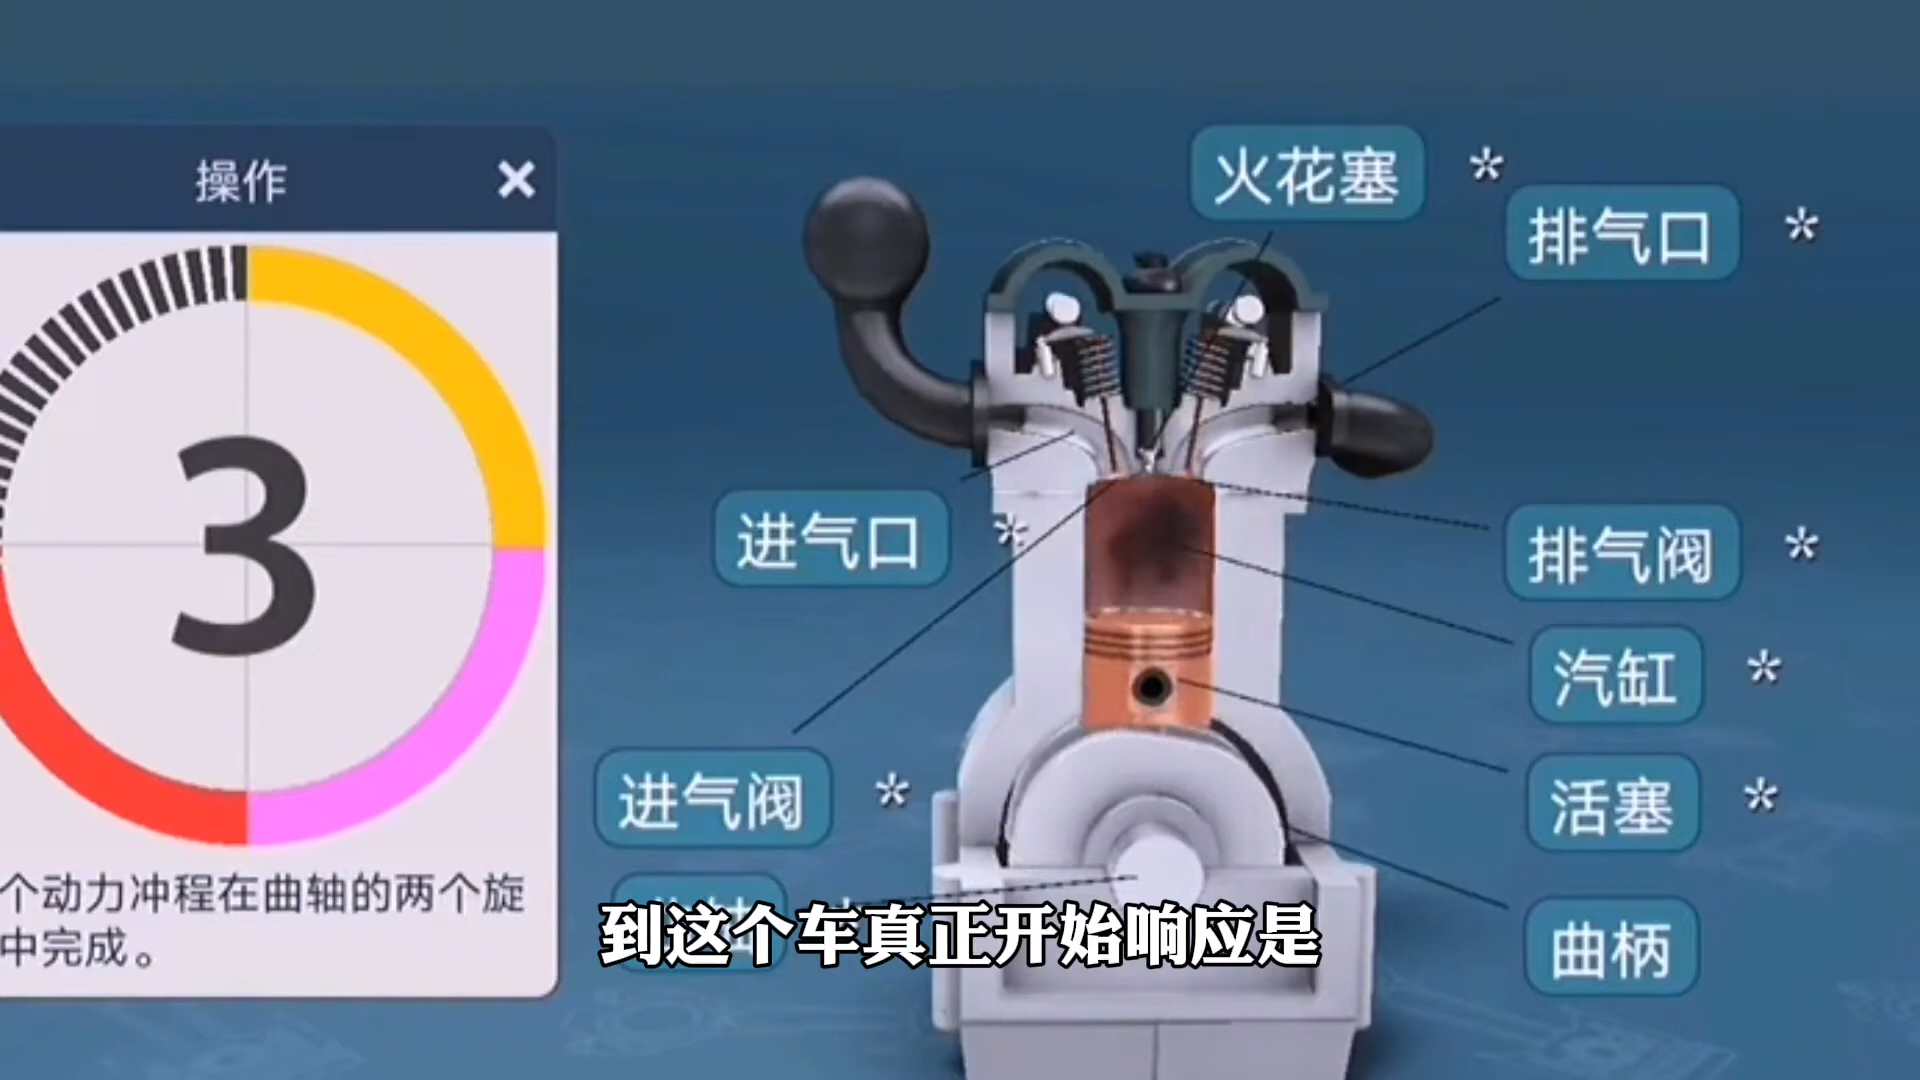 操作
3
个动力冲程在曲轴的两个旋
中完成。
火花塞 *
排气口 *
进气口 *
排气阀 *
汽缸 *
进气阀 *
活塞 *
曲柄
到这个车真正开始响应是